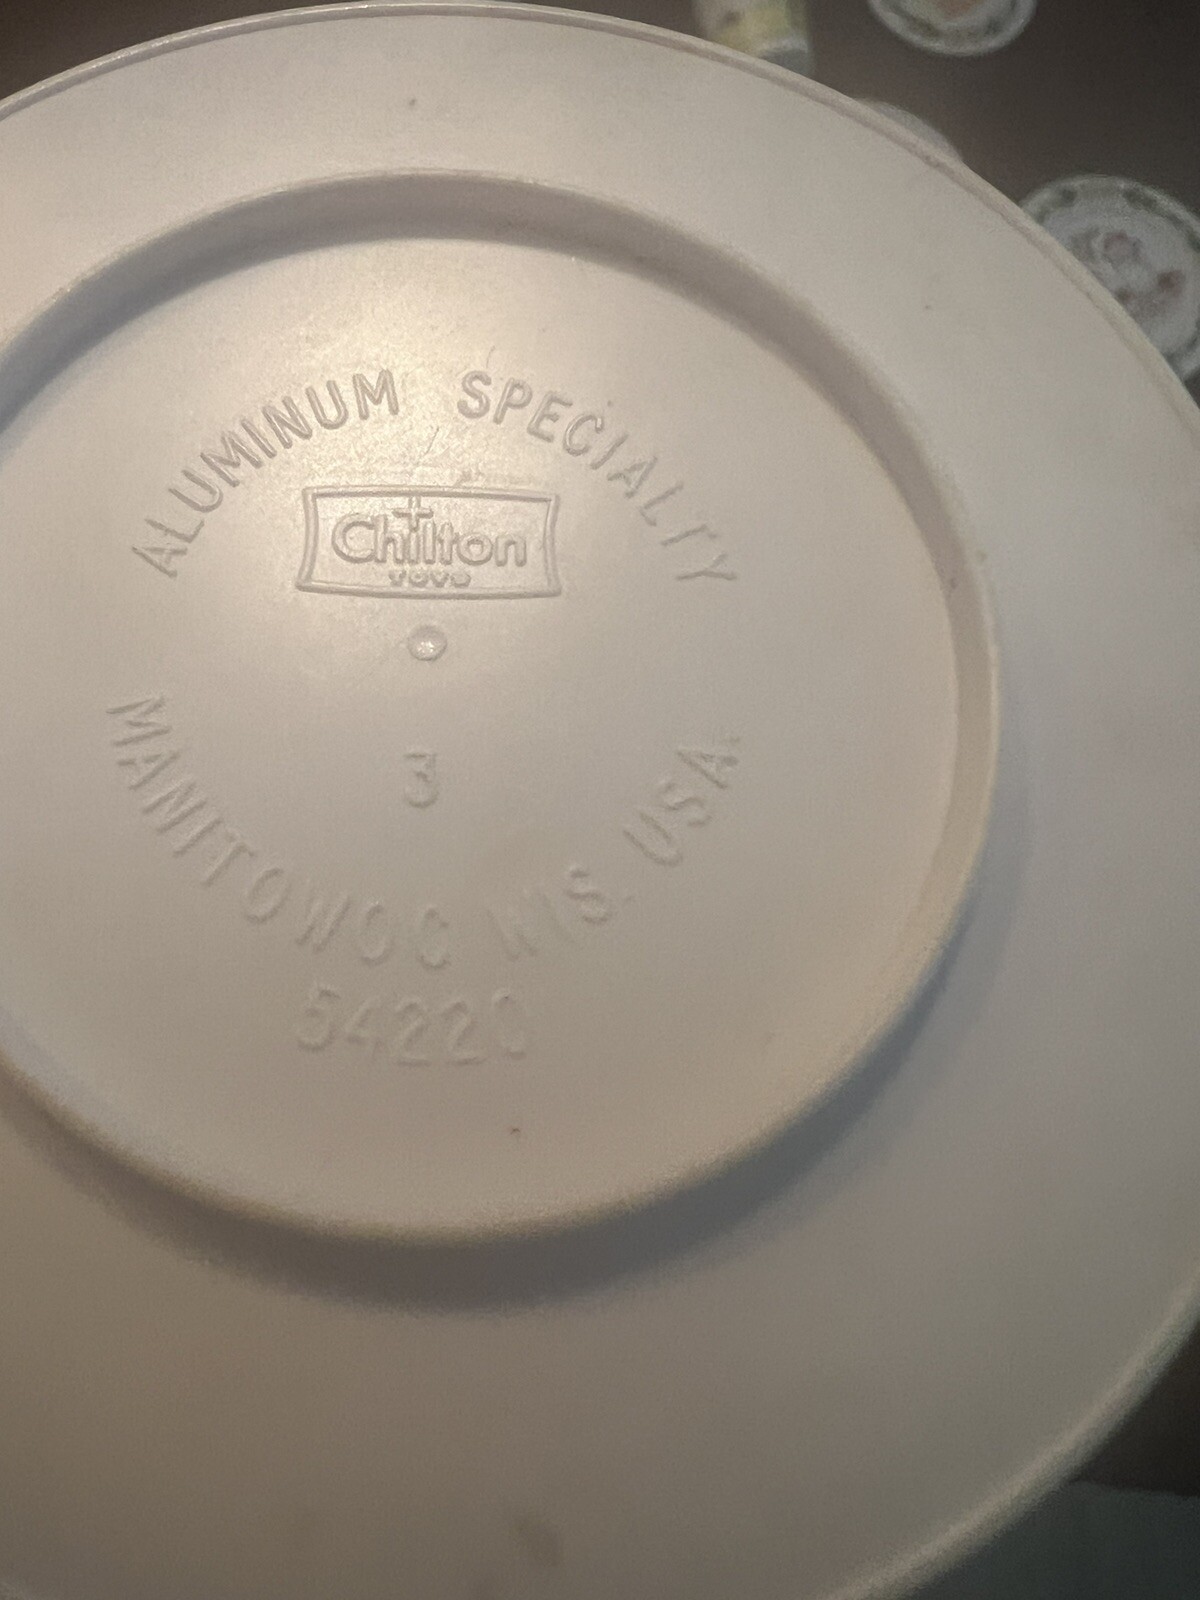 ALUMINUM SPECIALTY
Chilton
TOYS
3
MANITOWOC WIS. USA.
54220